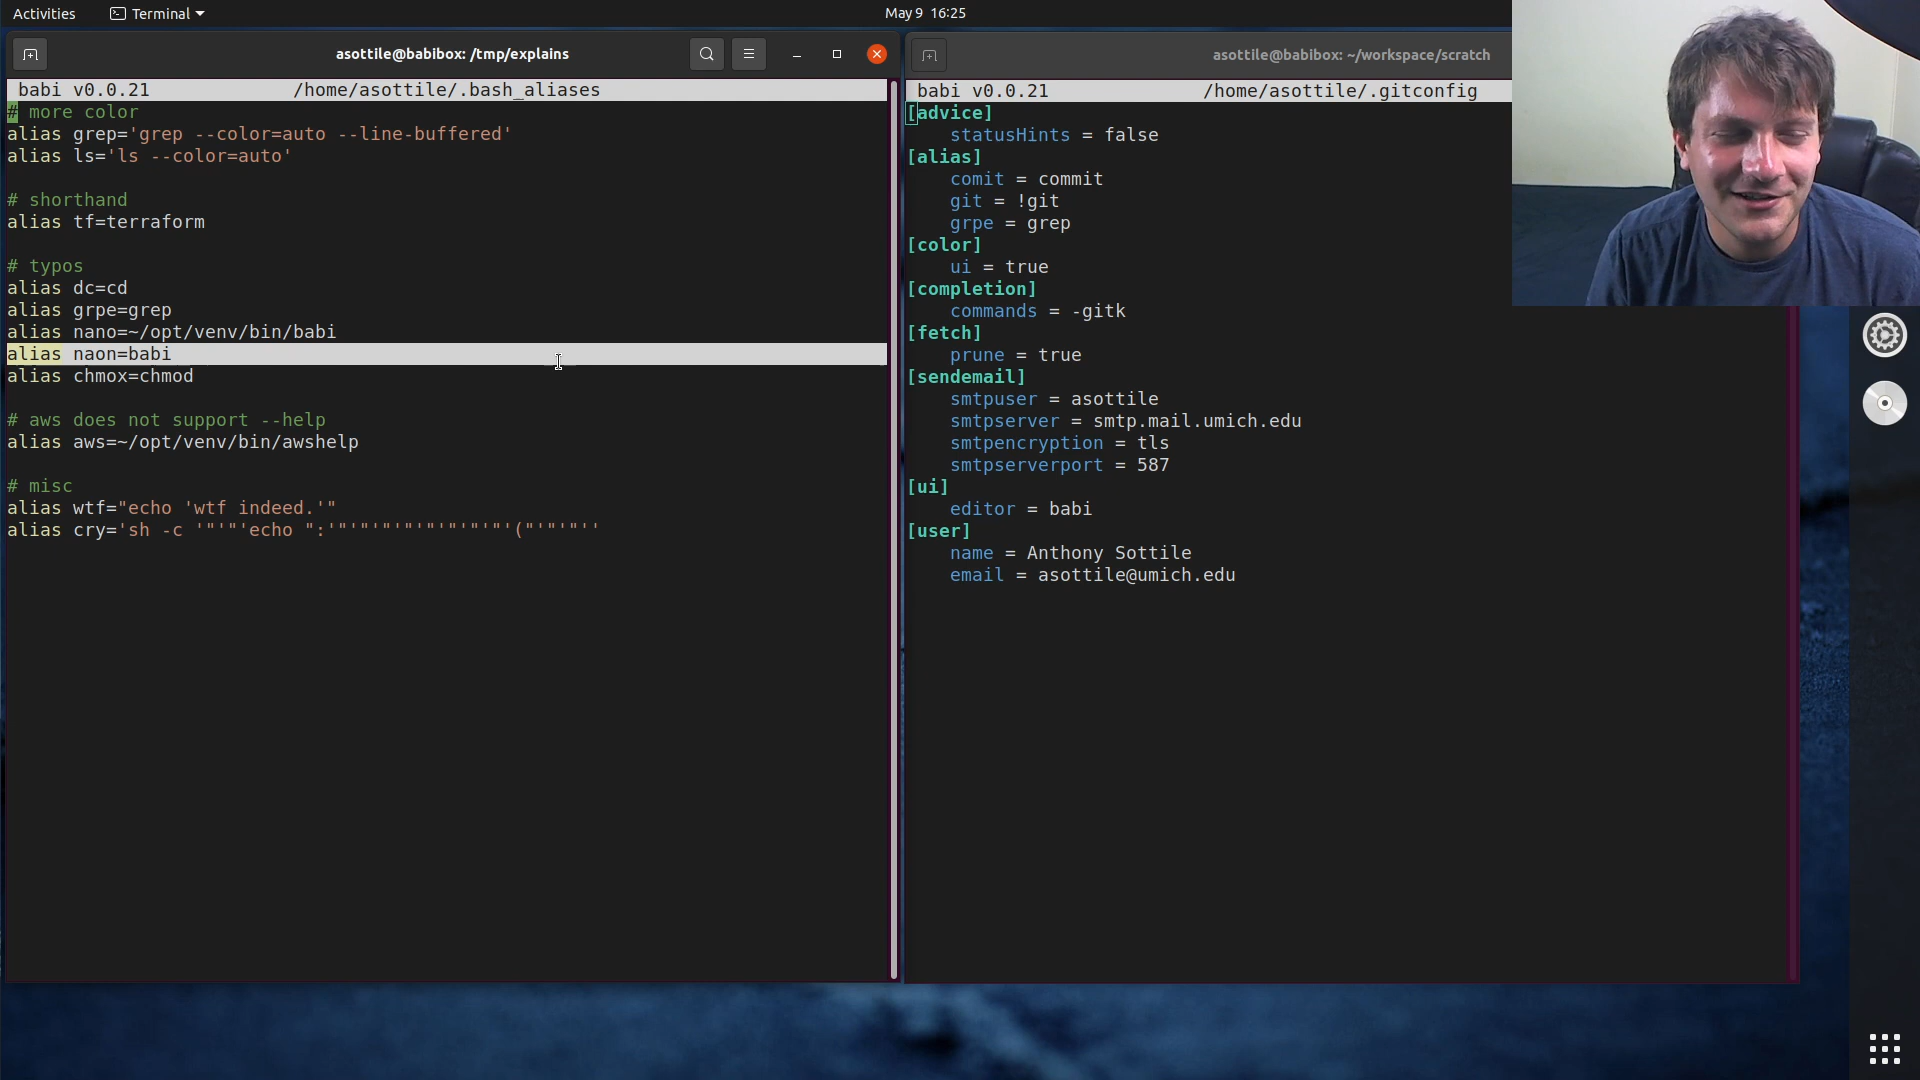 Activities
Terminal
May 9 16:25
asottile@babibox: /tmp/explains
babi v0.0.21 /home/asottile/.bash_aliases
# more color
alias grep='grep --color=auto --line-buffered'
alias ls='ls --color=auto'
# shorthand
alias tf=terraform
# typos
alias dc=cd
alias grpe=grep
alias nano=~/opt/venv/bin/babi
alias naon=babi
alias chmox=chmod
# aws does not support --help
alias aws=~/opt/venv/bin/awshelp
# misc
alias wtf="echo 'wtf indeed.'"
alias cry='sh -c '"'"'echo ":'"'"'"'"'"'"'"'"("'"'"''
asottile@babibox: ~/workspace/scratch
babi v0.0.21 /home/asottile/.gitconfig
[advice]
statusHints = false
[alias]
comit = commit
git = !git
grpe = grep
[color]
ui = true
[completion]
commands = -gitk
[fetch]
prune = true
[sendemail]
smtpuser = asottile
smtpserver = smtp.mail.umich.edu
smtpencryption = tls
smtpserverport = 587
[ui]
editor = babi
[user]
name = Anthony Sottile
email = asottile@umich.edu